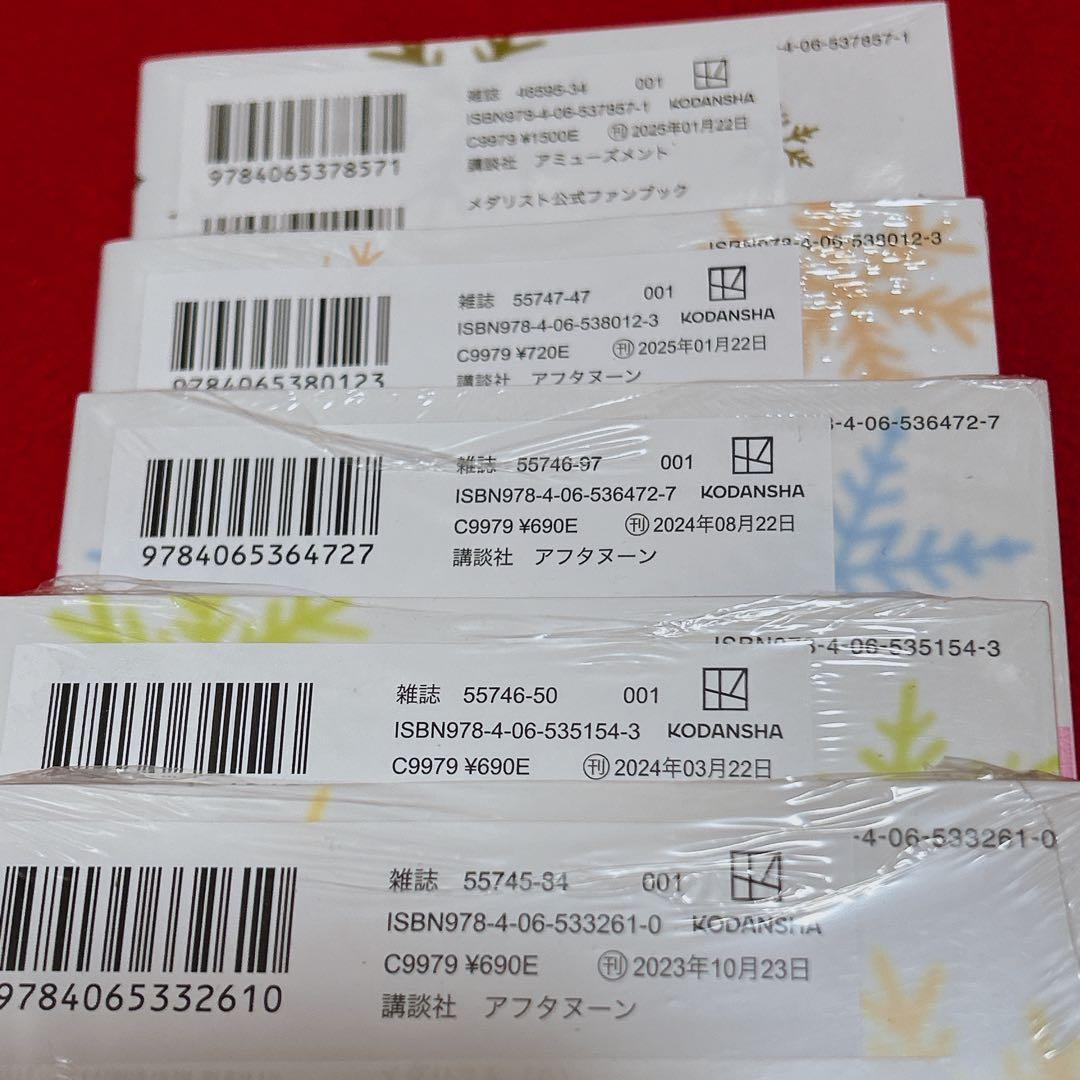 -4-06-537857-1
雑誌 46595-34 001
ISBN978-4-06-537857-1 KODANSHA
C9979 ¥1500E ㊞2025年01月22日
講談社 アミューズメント
メダリスト公式ファンブック
9784065378571
ISBN978-4-06-538012-3
雑誌 55747-47 001
ISBN978-4-06-538012-3 KODANSHA
C9979 ¥720E 刊2025年01月22日
講談社 アフタヌーン
9784065380123
8-4-06-536472-7
雑誌 55746-97 001
ISBN978-4-06-536472-7 KODANSHA
C9979 ¥690E 刊2024年08月22日
講談社 アフタヌーン
9784065364727
ISBN978-4-06-535154-3
雑誌 55746-50 001
ISBN978-4-06-535154-3 KODANSHA
C9979 ¥690E 刊2024年03月22日
-4-06-533261-0
雑誌 55745-84 001
ISBN978-4-06-533261-0 KODANSHA
C9979 ¥690E 刊2023年10月23日
講談社 アフタヌーン
9784065332610